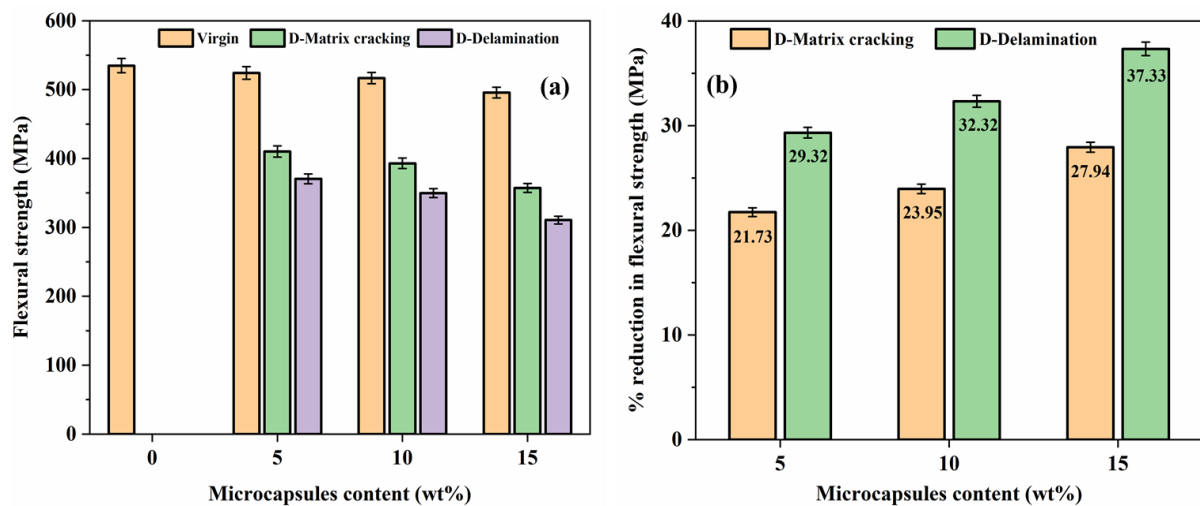 Virgin D-Matrix cracking D-Delamination
(a)
Flexural strength (MPa)
600
500
400
300
200
100
0
0 5 10 15
Microcapsules content (wt%)
D-Matrix cracking D-Delamination
(b)
% reduction in flexural strength (MPa)
40
30
20
10
0
21.73
29.32
23.95
32.32
27.94
37.33
5 10 15
Microcapsules content (wt%)